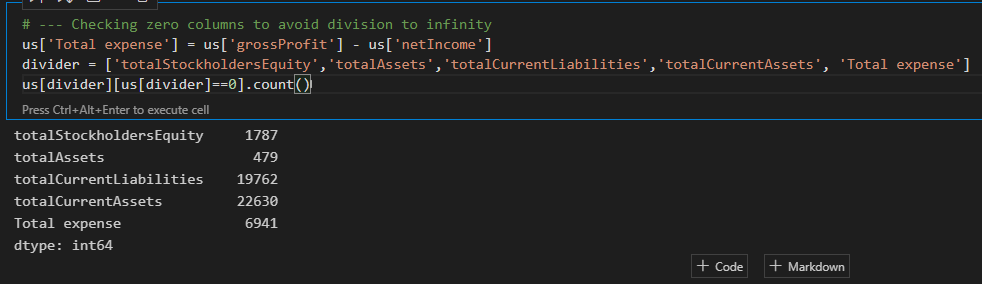 # --- Checking zero columns to avoid division to infinity
us['Total expense'] = us['grossProfit'] - us['netIncome']
divider = ['totalStockholdersEquity','totalAssets','totalCurrentLiabilities','totalCurrentAssets', 'Total expense']
us[divider][us[divider]==0].count()
Press Ctrl+Alt+Enter to execute cell
totalStockholdersEquity 1787
totalAssets 479
totalCurrentLiabilities 19762
totalCurrentAssets 22630
Total expense 6941
dtype: int64
+ Code + Markdown